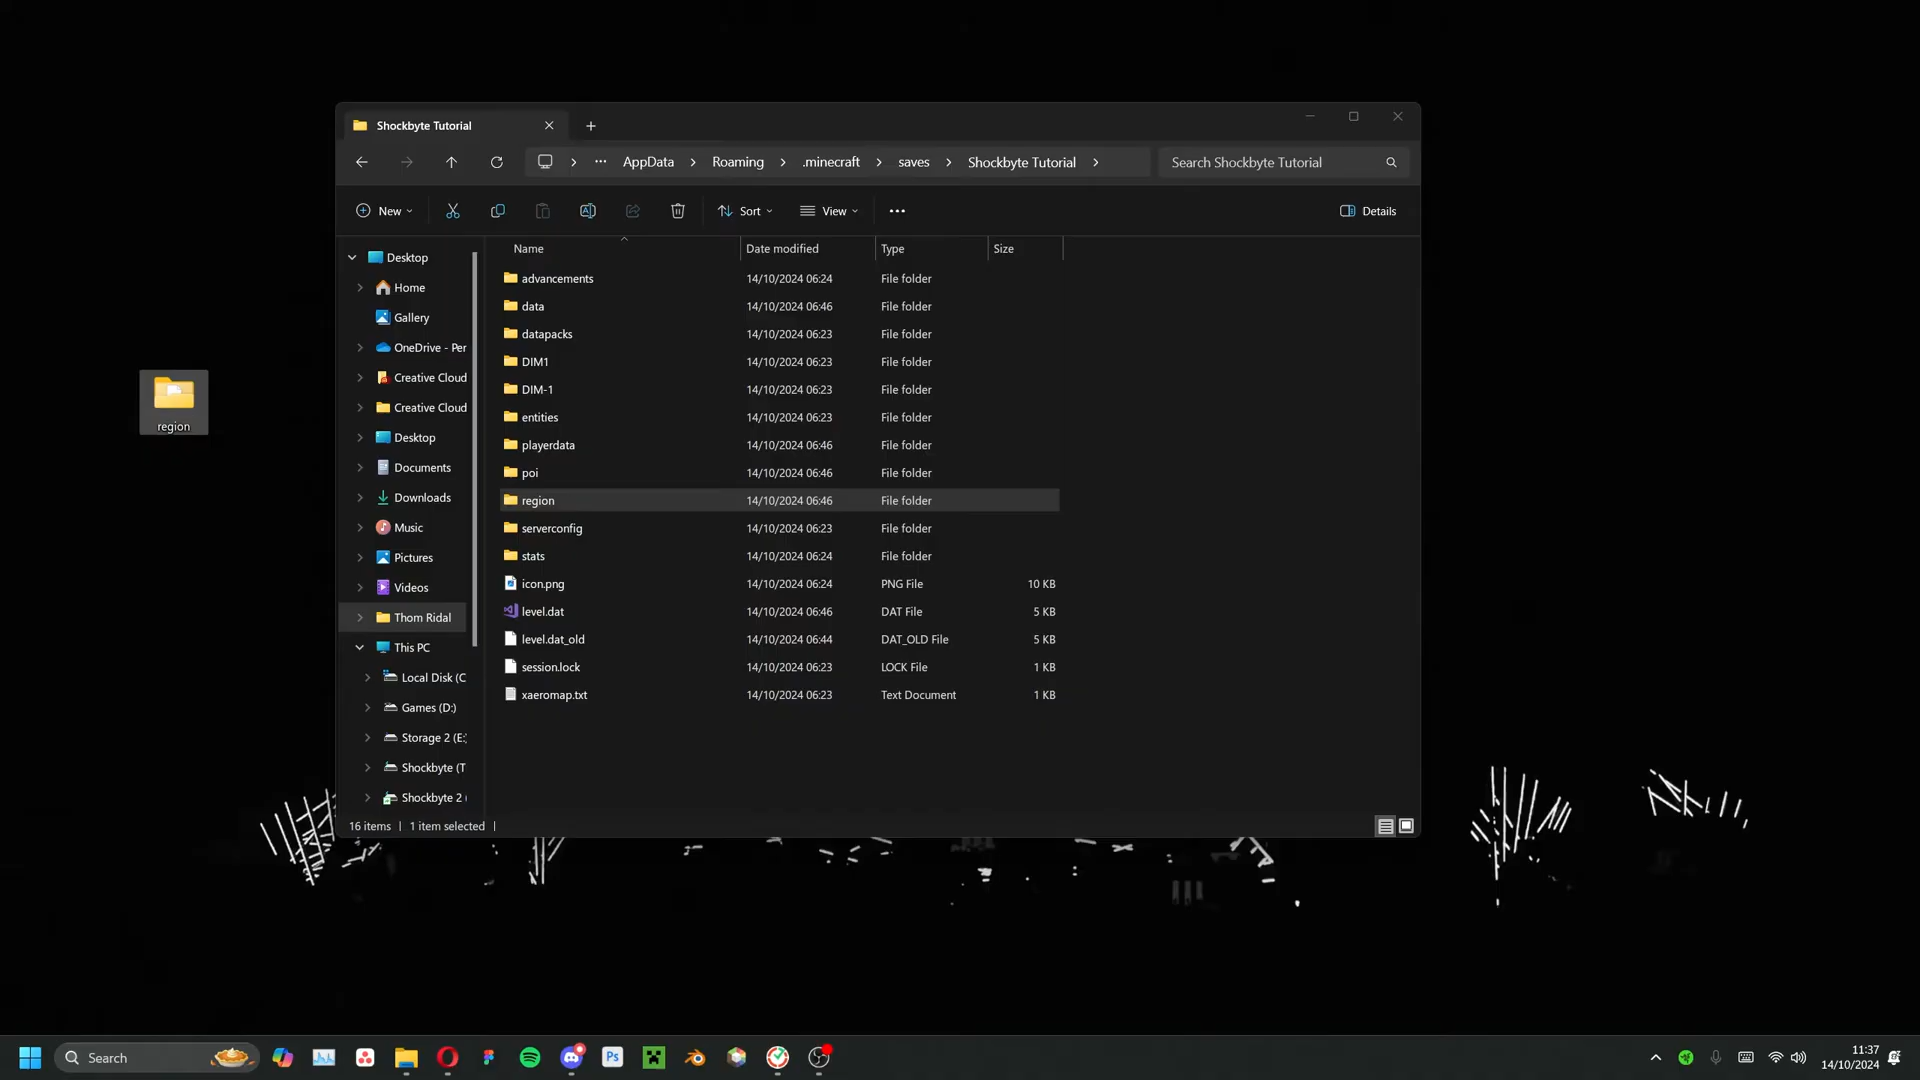 Shockbyte Tutorial
AppData Roaming .minecraft saves Shockbyte Tutorial
Search Shockbyte Tutorial
New Sort View Details
Name Date modified Type Size
Desktop
Home
Gallery
OneDrive - Per
Creative Cloud
Creative Cloud
Desktop
Documents
Downloads
Music
Pictures
Videos
Thom Ridal
This PC
Local Disk (C
Games (D:)
Storage 2 (E:
Shockbyte (T
Shockbyte 2 (
advancements 14/10/2024 06:24 File folder
data 14/10/2024 06:46 File folder
datapacks 14/10/2024 06:23 File folder
DIM1 14/10/2024 06:23 File folder
DIM-1 14/10/2024 06:23 File folder
entities 14/10/2024 06:23 File folder
playerdata 14/10/2024 06:46 File folder
poi 14/10/2024 06:46 File folder
region 14/10/2024 06:46 File folder
serverconfig 14/10/2024 06:23 File folder
stats 14/10/2024 06:24 File folder
icon.png 14/10/2024 06:24 PNG File 10 KB
level.dat 14/10/2024 06:46 DAT File 5 KB
level.dat_old 14/10/2024 06:44 DAT_OLD File 5 KB
session.lock 14/10/2024 06:23 LOCK File 1 KB
xaeromap.txt 14/10/2024 06:23 Text Document 1 KB
16 items | 1 item selected |
region
Search
Ps
11:37
14/10/2024